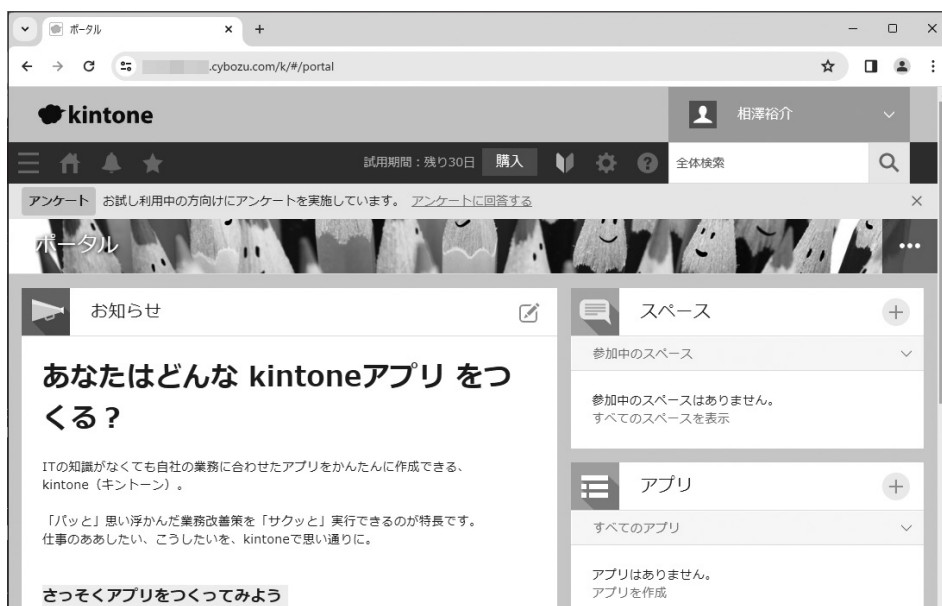 ポータル
.cybozu.com/k/#/portal
kintone
相澤裕介
試用期間：残り30日 購入
全体検索
アンケート お試し利用中の方向けにアンケートを実施しています。 アンケートに回答する
ポータル
お知らせ
あなたはどんな kintoneアプリ をつ
くる？
ITの知識がなくても自社の業務に合わせたアプリをかんたんに作成できる、
kintone（キントーン）。
「パッと」思い浮かんだ業務改善策を「サクッと」実行できるのが特長です。
仕事のああしたい、こうしたいを、kintoneで思い通りに。
さっそくアプリをつくってみよう
スペース
参加中のスペース
参加中のスペースはありません。
すべてのスペースを表示
アプリ
すべてのアプリ
アプリはありません。
アプリを作成